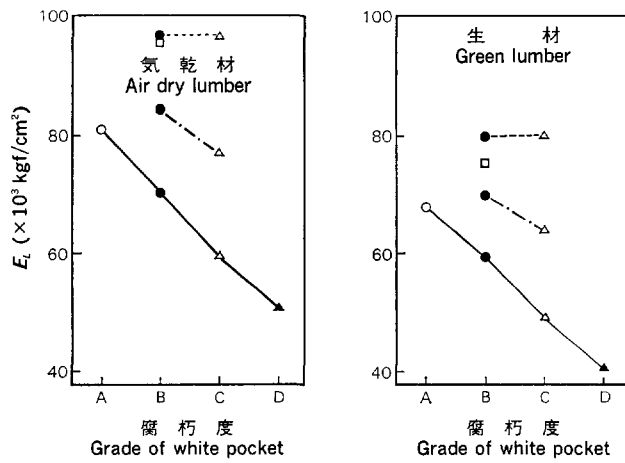 100
80
60
40
E_L (×10³ kgf/cm²)
気乾材
Air dry lumber
A B C D
腐朽度
Grade of white pocket
100
80
60
40
生材
Green lumber
A B C D
腐朽度
Grade of white pocket